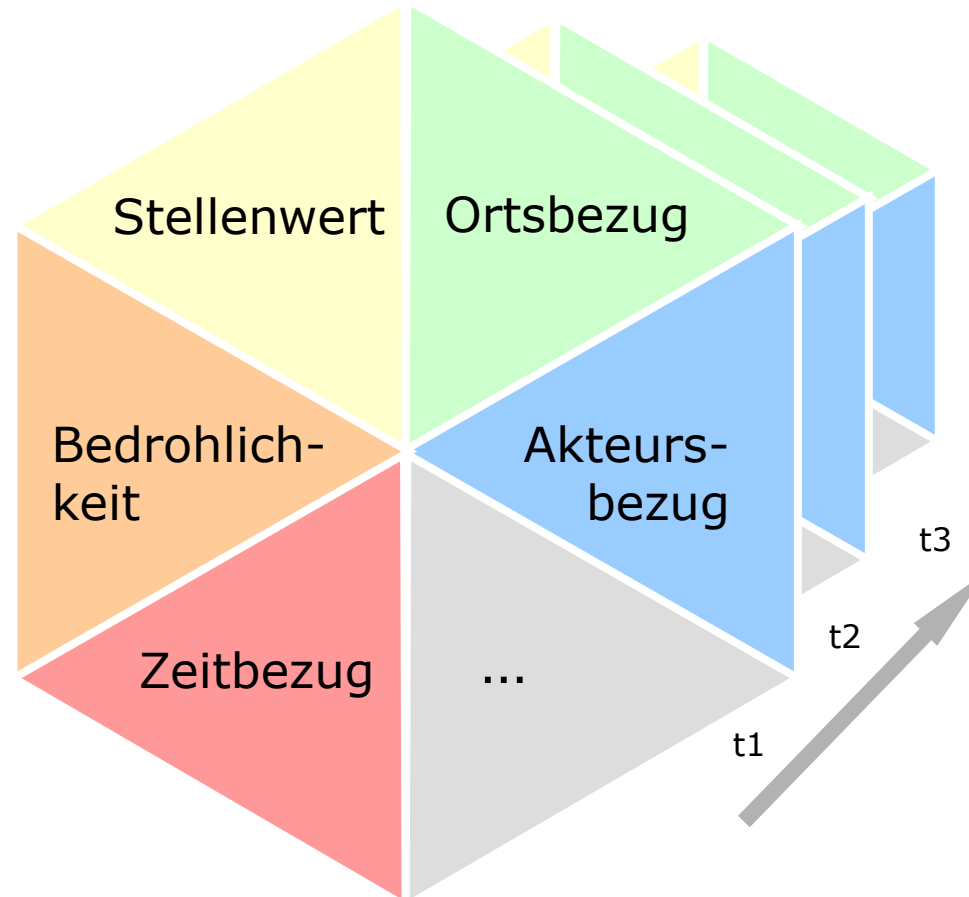 Stellenwert
Ortsbezug
Bedrohlich-
keit
Akteurs-
bezug
Zeitbezug
...
t1
t2
t3